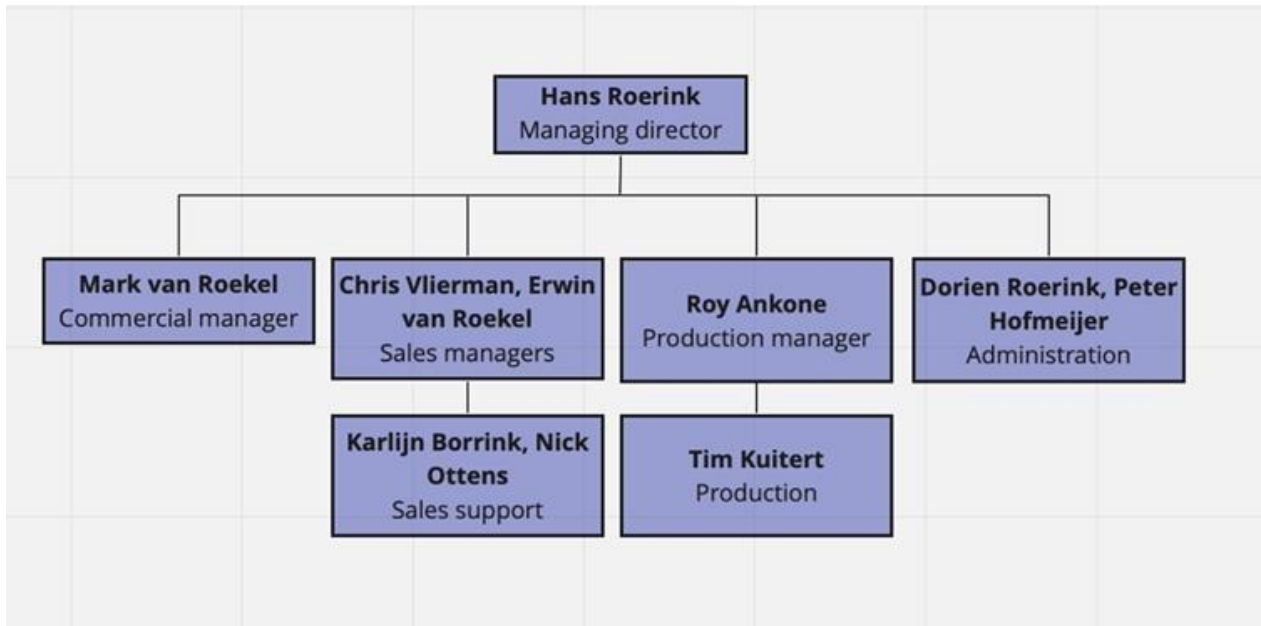 Hans Roerink
Managing director
Mark van Roekel
Commercial manager
Chris Vlierman, Erwin
van Roekel
Sales managers
Roy Ankone
Production manager
Dorien Roerink, Peter
Hofmeijer
Administration
Karlijn Borrink, Nick
Ottens
Sales support
Tim Kuitert
Production